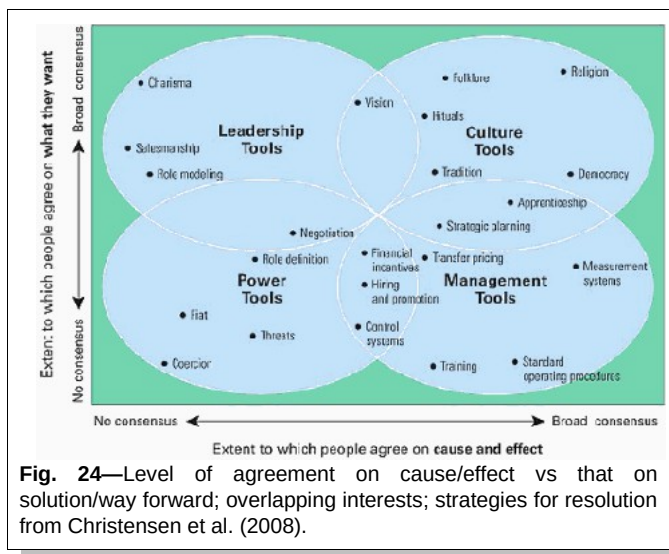 Extent to which people agree on what they want
Broad consensus
No consensus
Charisma
Folklore
Religion
Vision
Rituals
Leadership
Tools
Culture
Tools
Salesmanship
Role modeling
Tradition
Democracy
Apprenticeship
Negotiation
Strategic planning
Role definition
Financial
incentives
Transfer pricing
Measurement
systems
Power
Tools
Hiring
and promotion
Management
Tools
Fiat
Threats
Control
systems
Coercion
Training
Standard
operating procedures
No consensus
Broad consensus
Extent to which people agree on cause and effect
Fig. 24—Level of agreement on cause/effect vs that on
solution/way forward; overlapping interests; strategies for resolution
from Christensen et al. (2008).